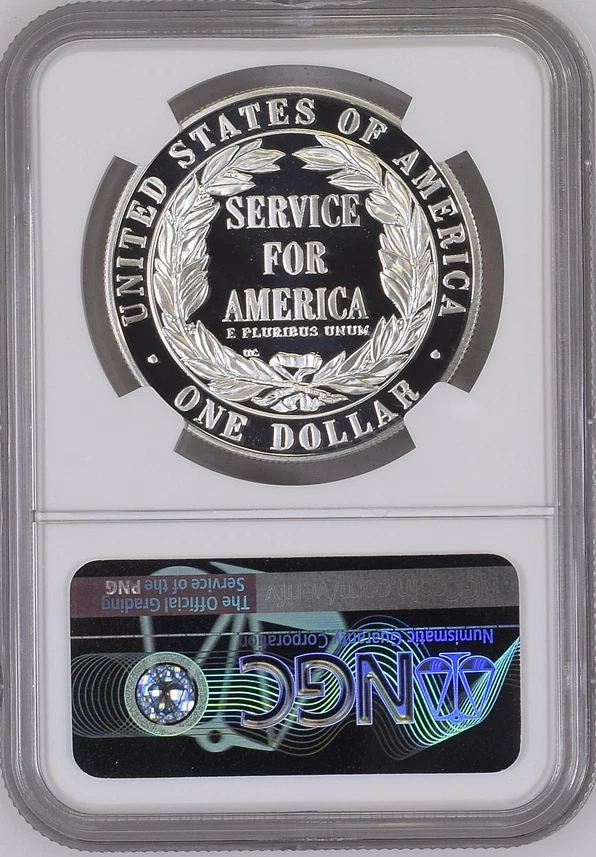 UNITED STATES OF AMERICA
SERVICE
FOR
AMERICA
E PLURIBUS UNUM
ONE DOLLAR
NGC
Numismatic Guaranty Corporation
The Official Grading
Service of the PNG